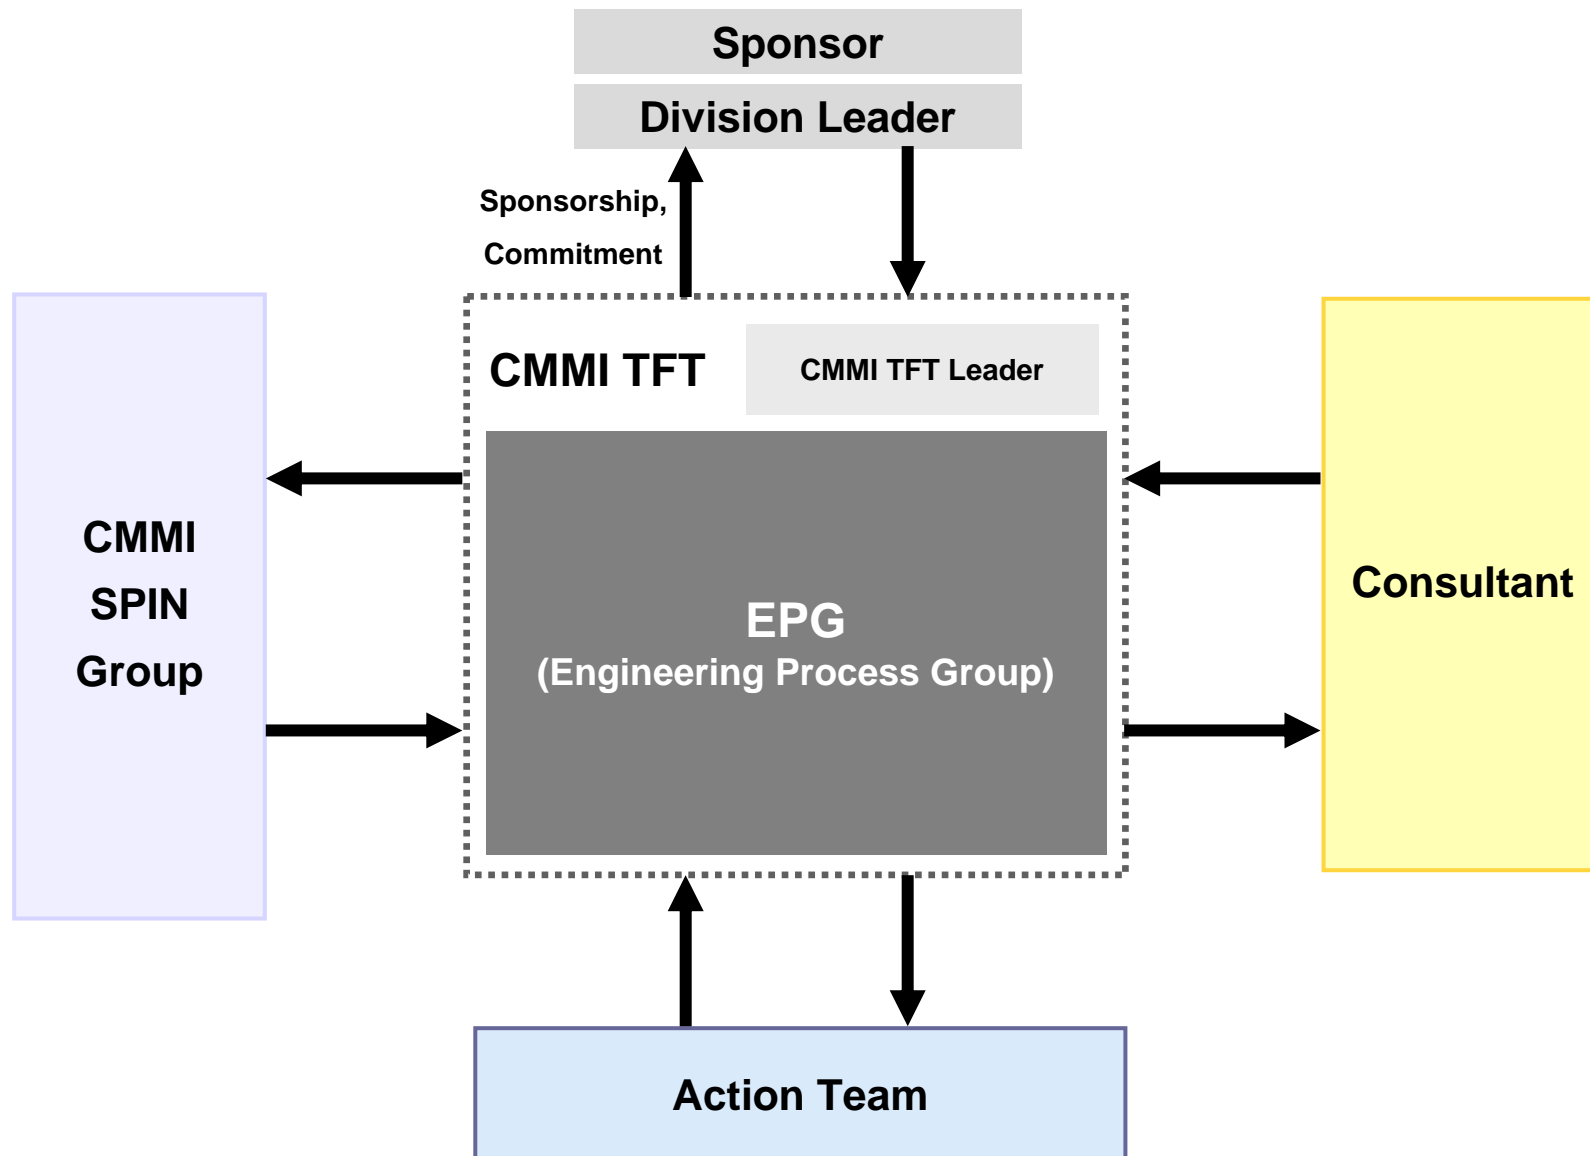 Sponsor
Division Leader
Sponsorship,
Commitment
CMMI TFT
CMMI TFT Leader
CMMI
SPIN
Group
EPG
(Engineering Process Group)
Consultant
Action Team